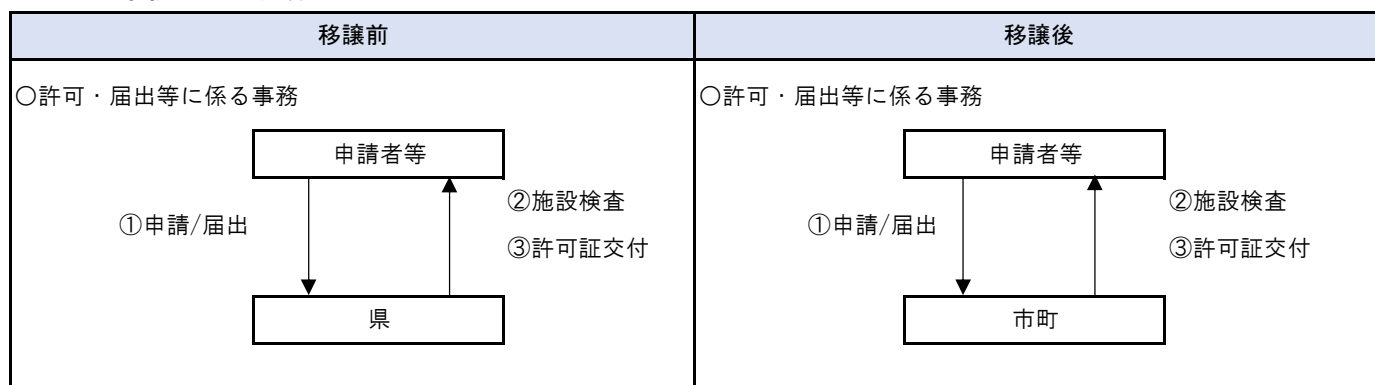 移譲前
〇許可・届出等に係る事務
申請者等
①申請/届出
②施設検査
③許可証交付
県
移譲後
〇許可・届出等に係る事務
申請者等
①申請/届出
②施設検査
③許可証交付
市町